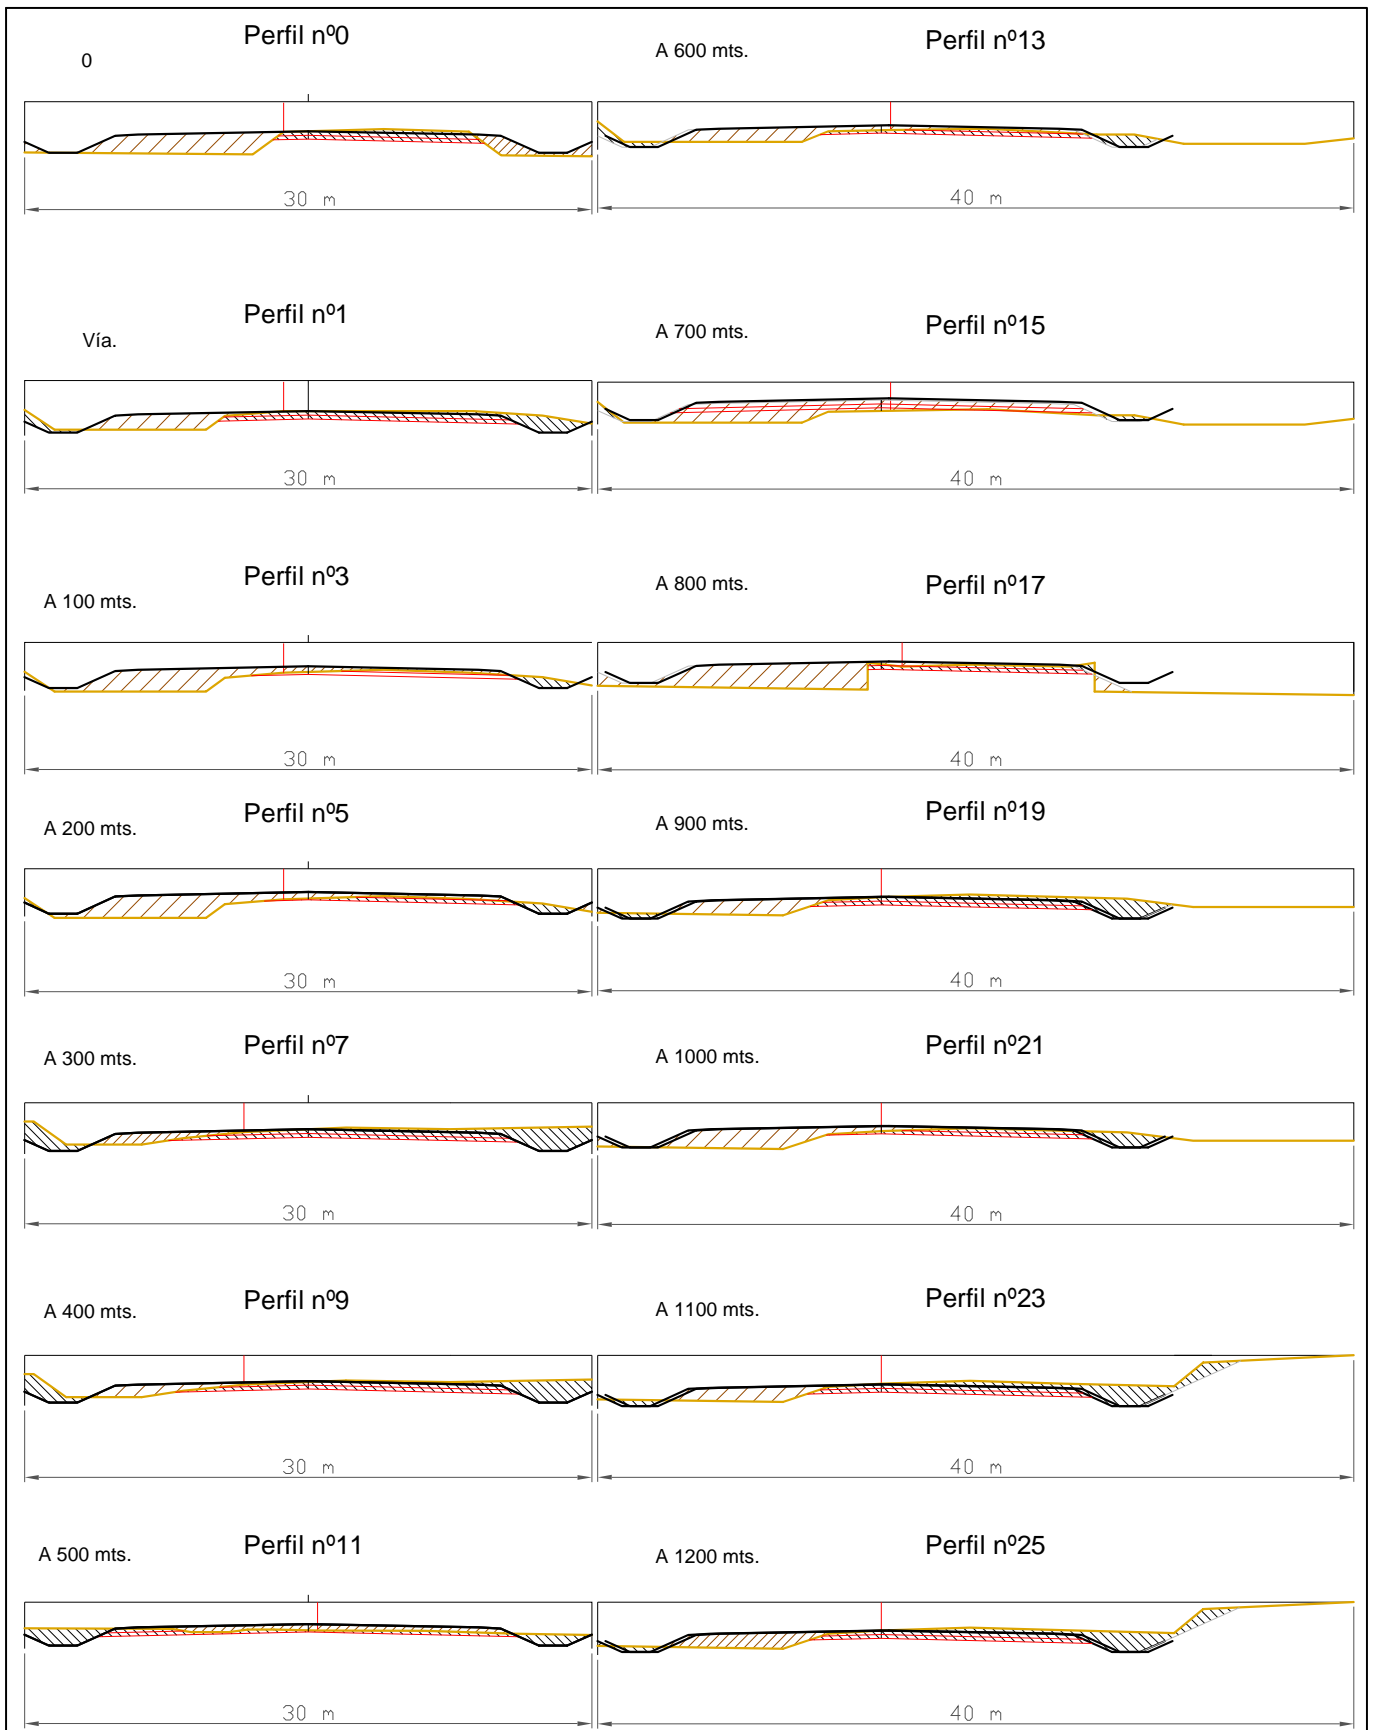 Perfil nº0
0
30 m
Perfil nº1
Vía.
30 m
Perfil nº3
A 100 mts.
30 m
Perfil nº5
A 200 mts.
30 m
Perfil nº7
A 300 mts.
30 m
Perfil nº9
A 400 mts.
30 m
Perfil nº11
A 500 mts.
30 m
Perfil nº13
A 600 mts.
40 m
Perfil nº15
A 700 mts.
40 m
Perfil nº17
A 800 mts.
40 m
Perfil nº19
A 900 mts.
40 m
Perfil nº21
A 1000 mts.
40 m
Perfil nº23
A 1100 mts.
40 m
Perfil nº25
A 1200 mts.
40 m